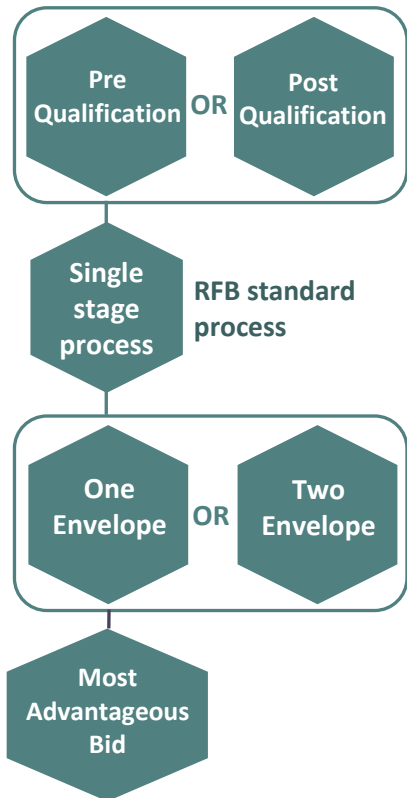 Pre
Qualification
OR
Post
Qualification
Single
stage
process
RFB standard
process
One
Envelope
OR
Two
Envelope
Most
Advantageous
Bid